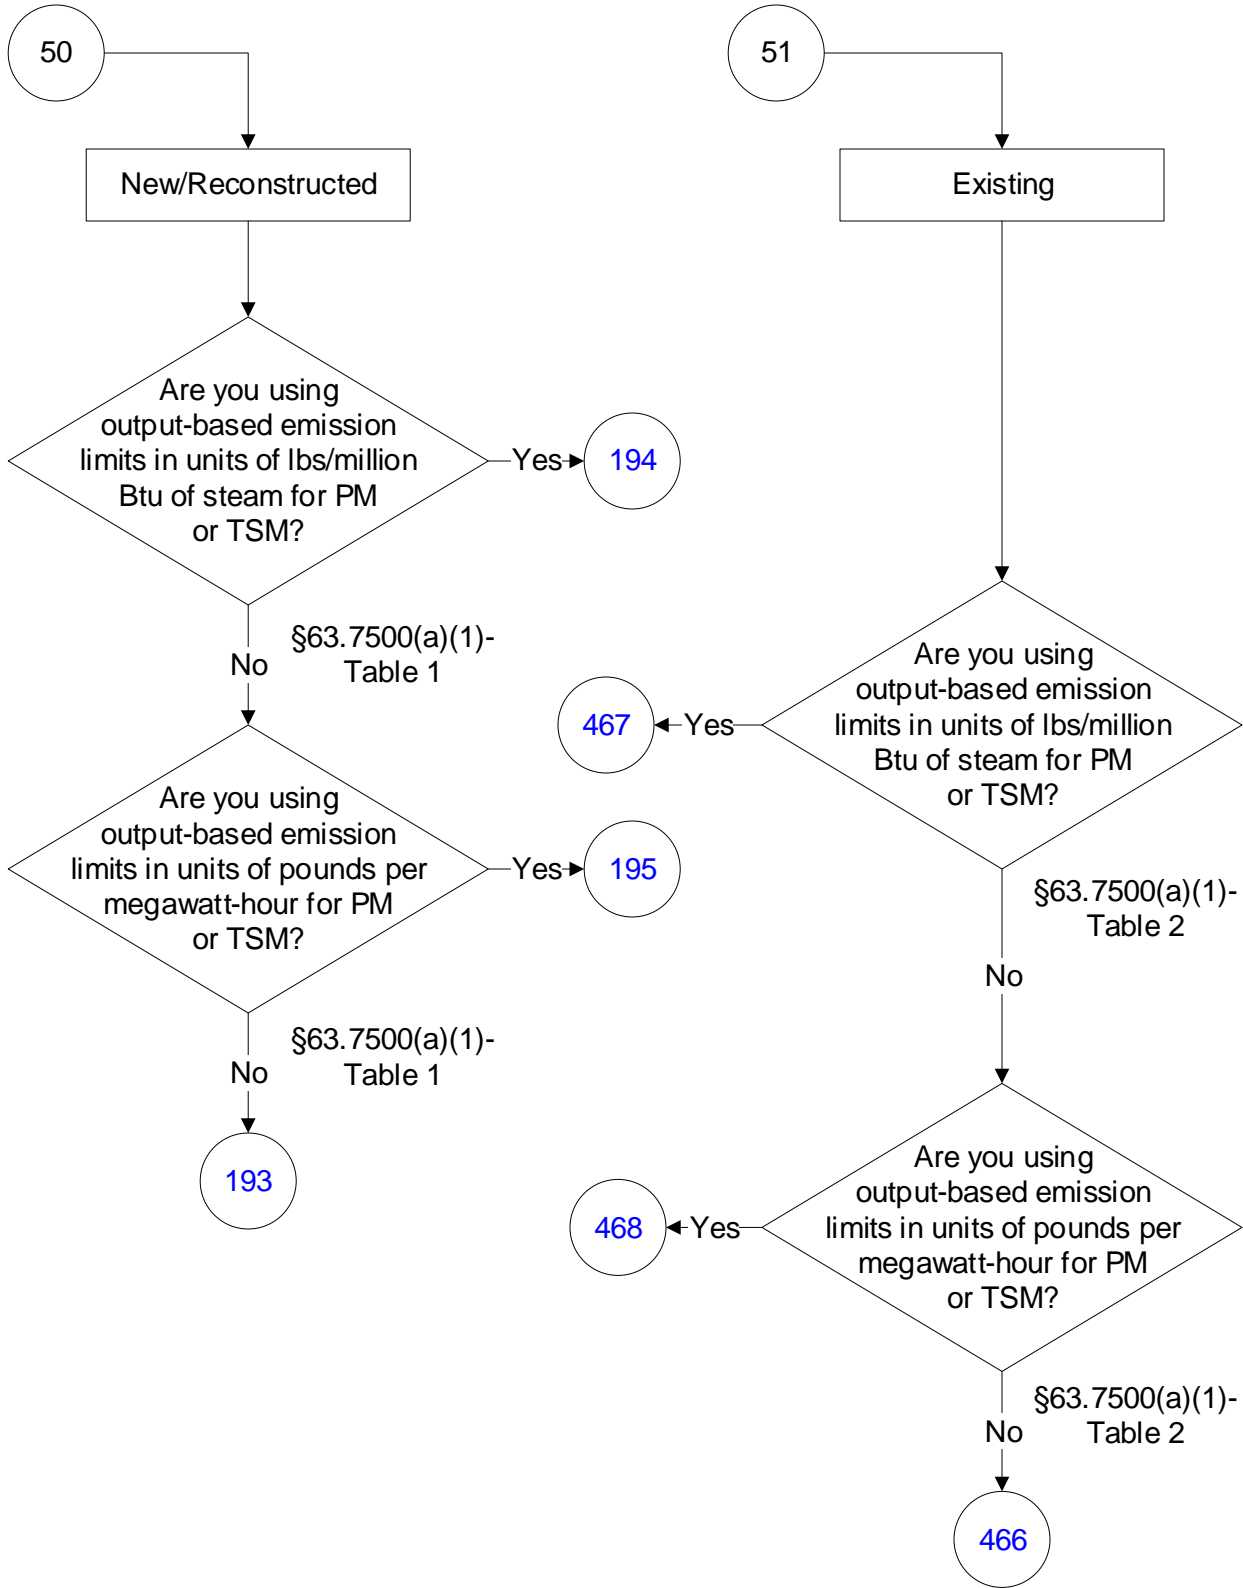 50
New/Reconstructed
Are you using
output-based emission
limits in units of lbs/million
Btu of steam for PM
or TSM?
Yes
194
No
§63.7500(a)(1)-
Table 1
Are you using
output-based emission
limits in units of pounds per
megawatt-hour for PM
or TSM?
Yes
195
No
§63.7500(a)(1)-
Table 1
193
51
Existing
Are you using
output-based emission
limits in units of lbs/million
Btu of steam for PM
or TSM?
Yes
467
§63.7500(a)(1)-
Table 2
No
Are you using
output-based emission
limits in units of pounds per
megawatt-hour for PM
or TSM?
Yes
468
§63.7500(a)(1)-
Table 2
No
466